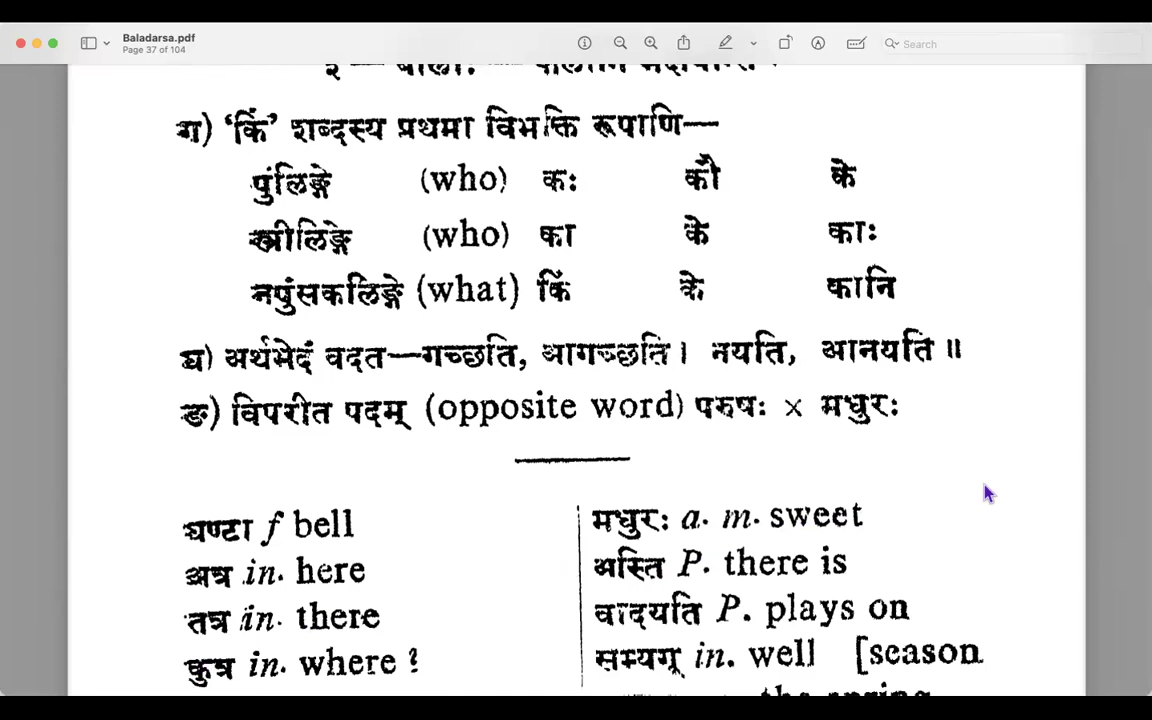 Baladarsa.pdf
Page 37 of 104
Search
ग) ‘किं’ शब्दस्य प्रथमा विभक्ति रूपाणि—
पुंलिङ्गे (who) कः कौ के
स्त्रीलिङ्गे (who) का के काः
नपुंसकलिङ्गे (what) किं के कानि
घ) अर्थभेदं वदत—गच्छति, आगच्छति। नयति, आनयति॥
ङ) विपरीत पदम् (opposite word) परुषः × मधुरः
घण्टा f bell
अत्र in. here
तत्र in. there
कुत्र in. where ?
मधुरः a. m. sweet
अस्ति P. there is
वादयति P. plays on
सम्यग् in. well [season
the spring